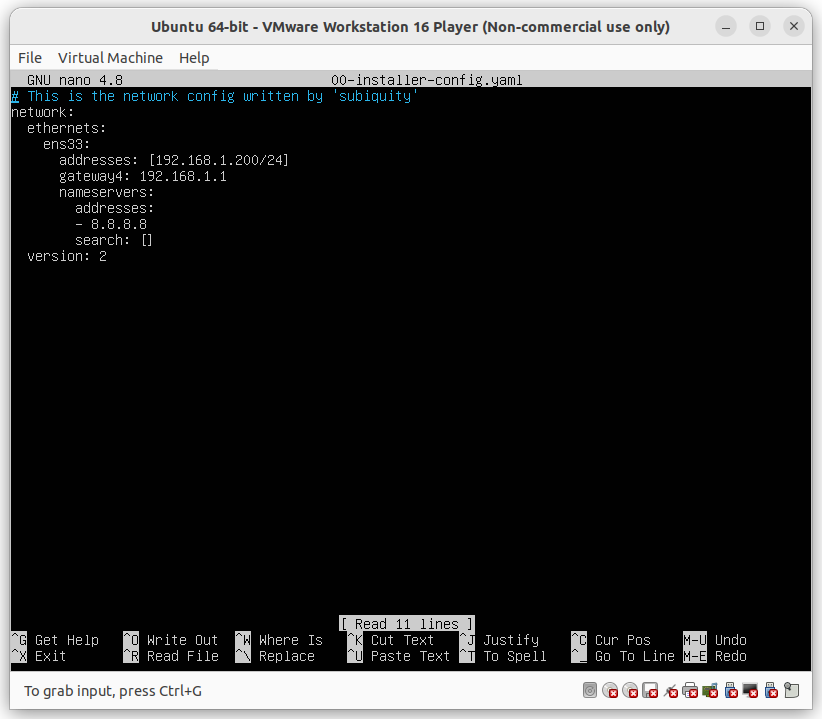 Ubuntu 64-bit - VMware Workstation 16 Player (Non-commercial use only)
File Virtual Machine Help
GNU nano 4.8 00-installer-config.yaml
# This is the network config written by 'subiquity'
network:
  ethernets:
    ens33:
      addresses: [192.168.1.200/24]
      gateway4: 192.168.1.1
      nameservers:
        addresses:
        - 8.8.8.8
        search: []
  version: 2
[ Read 11 lines ]
^G Get Help ^O Write Out ^W Where Is ^K Cut Text ^J Justify ^C Cur Pos M-U Undo
^X Exit ^R Read File ^\ Replace ^U Paste Text ^T To Spell ^_ Go To Line M-E Redo
To grab input, press Ctrl+G